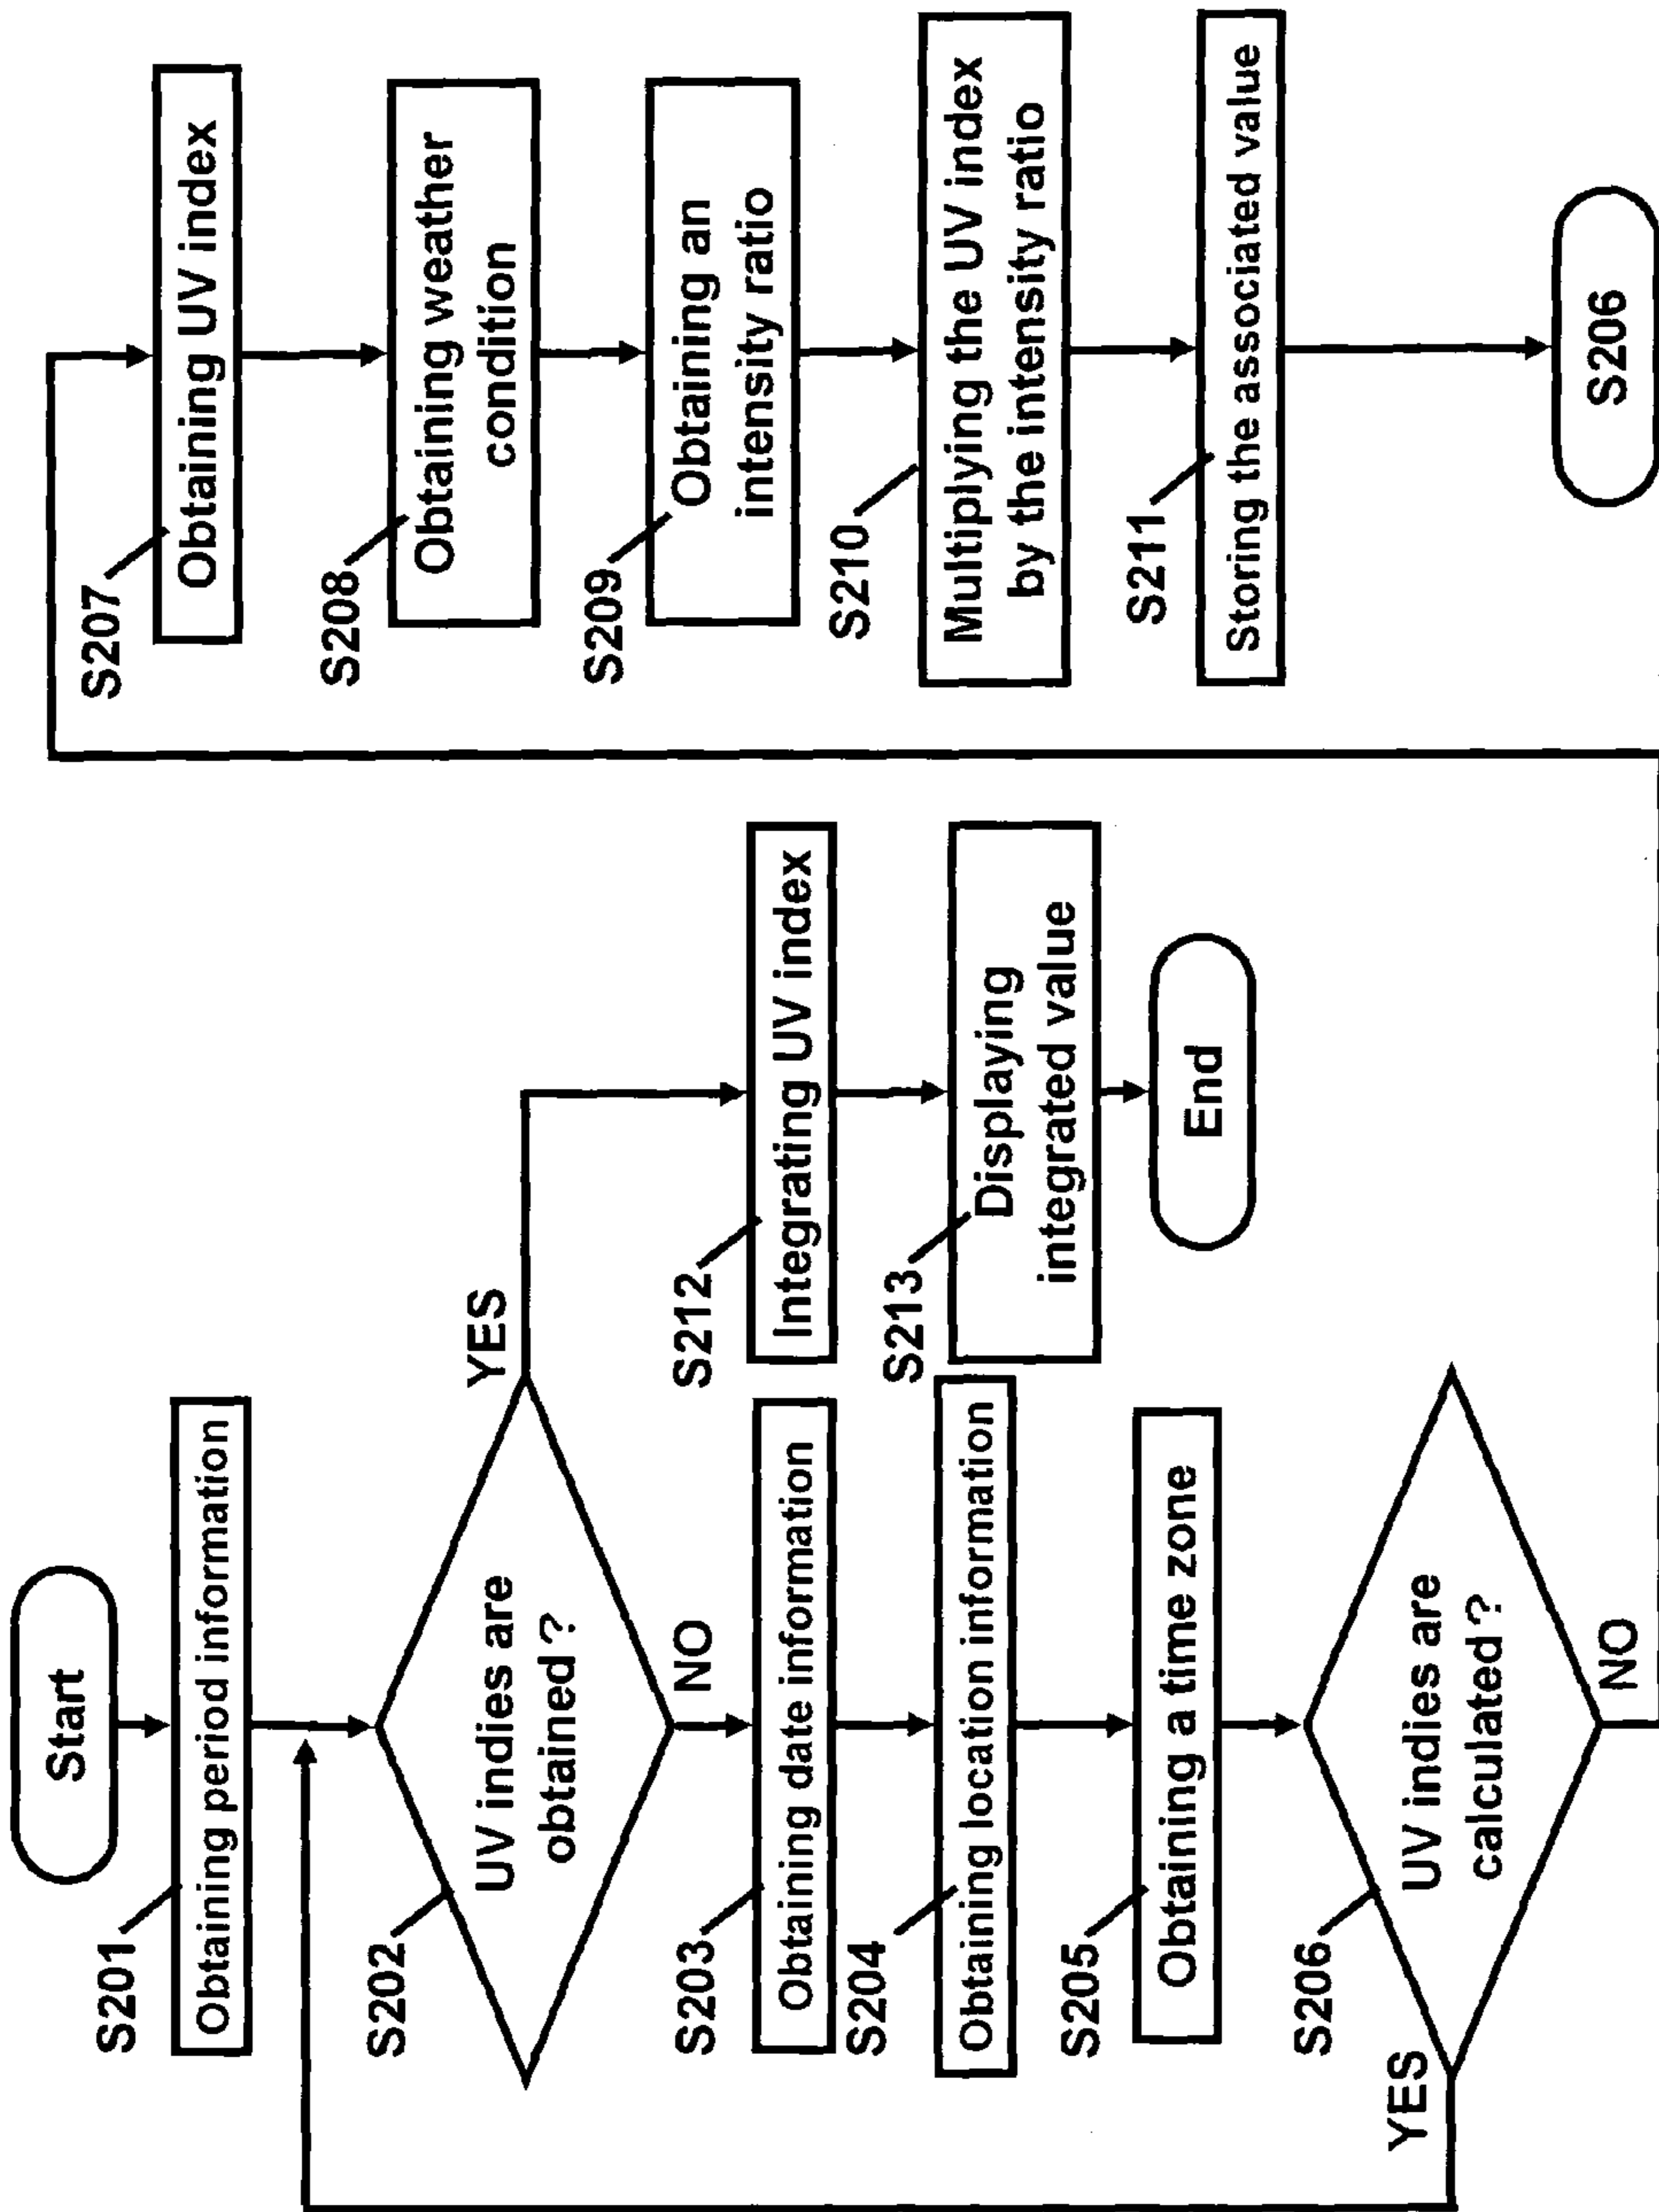 Start
S201
Obtaining period information
S202
UV indies are
obtained ?
YES
NO
S203
Obtaining date information
S204
Obtaining location information
S205
Obtaining a time zone
S206
UV indies are
calculated ?
YES
NO
S212
Integrating UV index
S213
Displaying
integrated value
End
S207
Obtaining UV index
S208
Obtaining weather
condition
S209
Obtaining an
intensity ratio
S210
Multiplying the UV index
by the intensity ratio
S211
Storing the associated value
S206